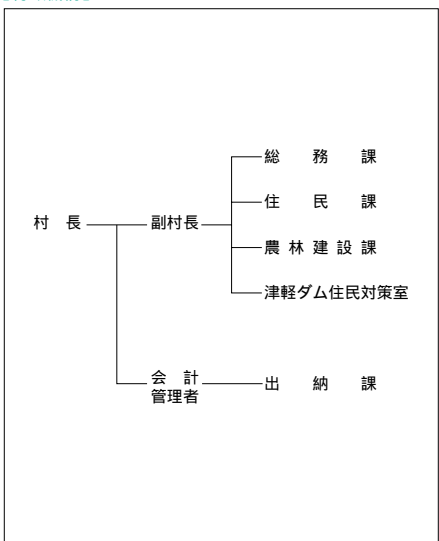 総務課
住民課
村長 副村長
農林建設課
津軽ダム住民対策室
会計 出納課
管理者